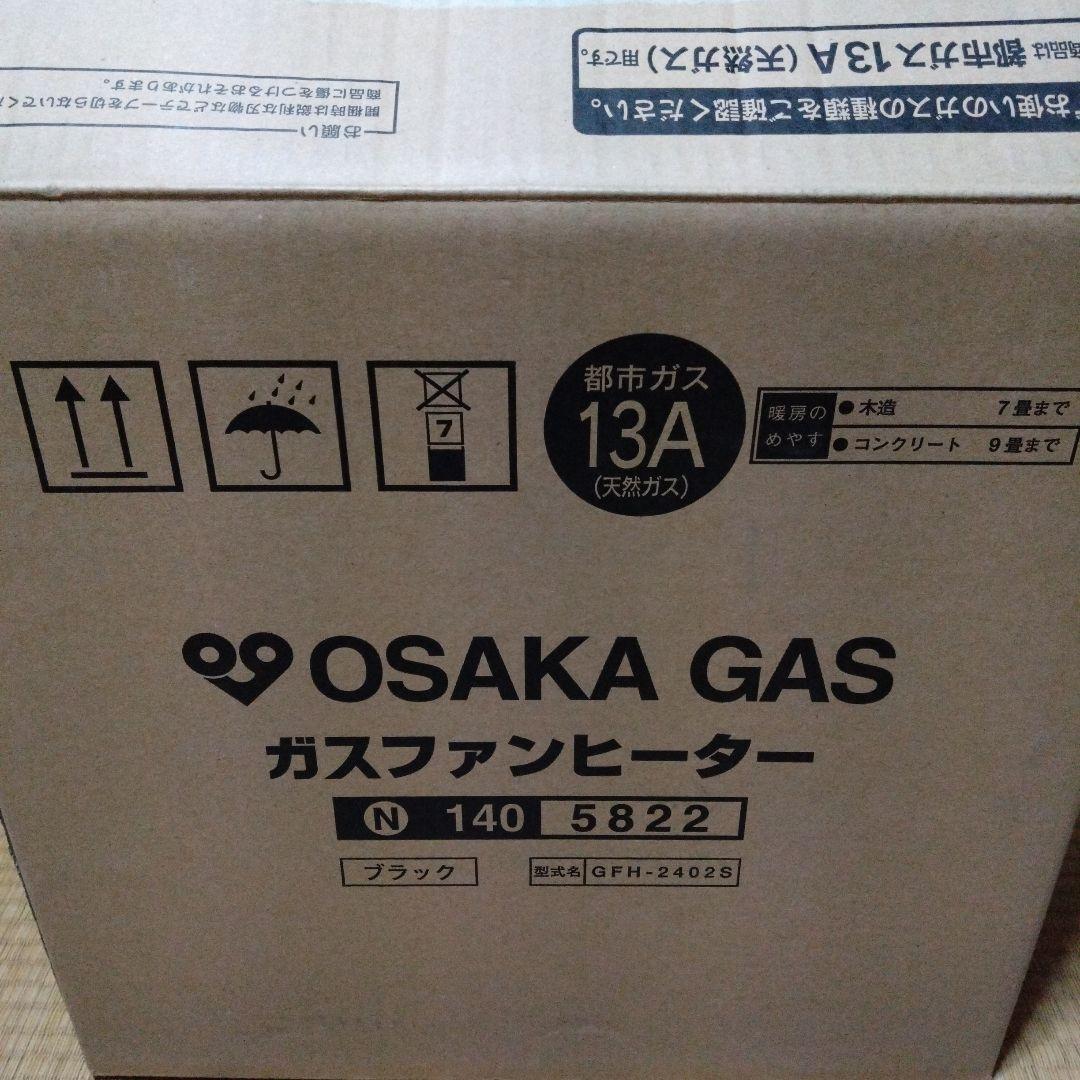 お使いのガスの種類をご確認ください。
商品は 都市ガス13A(天然ガス)用です。
お願い
開梱時は鋭利な刃物などでテープを切らないでく
商品に傷をつけるおそれがあります。
7
都市ガス
13A
(天然ガス)
暖房の
めやす
●木造 7畳まで
●コンクリート 9畳まで
OSAKA GAS
ガスファンヒーター
N 140 5822
ブラック
型式名 GFH-2402S